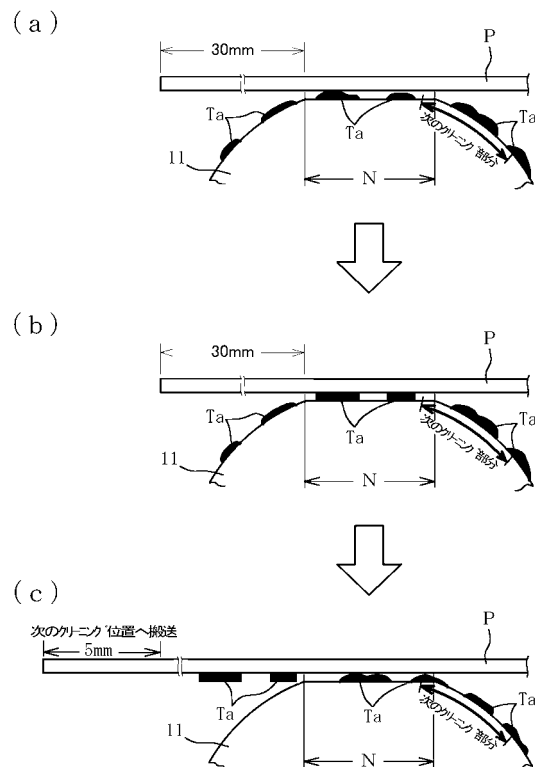 (a)
30mm
P
Ta
Ta
Ta
11
N
次のクリーニング部分
(b)
30mm
P
Ta
Ta
Ta
11
N
次のクリーニング部分
(c)
次のクリーニング位置へ搬送
5mm
P
Ta
Ta
Ta
11
N
次のクリーニング部分